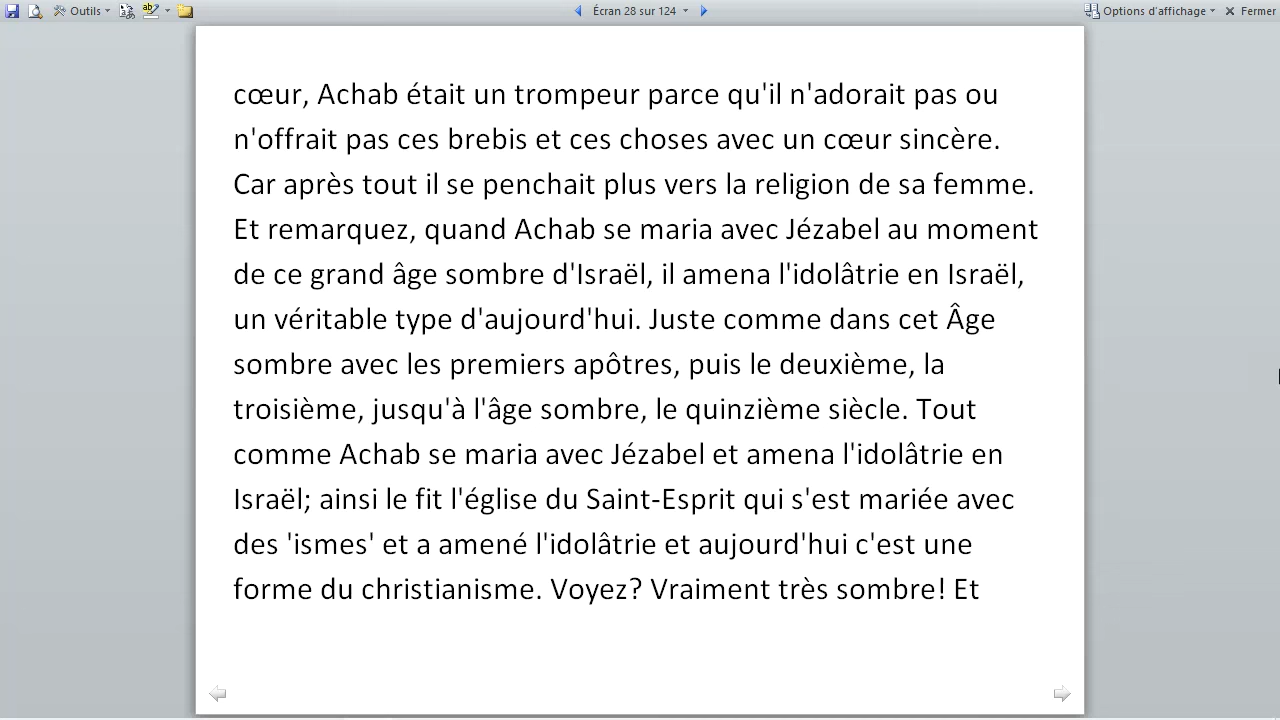 Outils Écran 28 sur 124 Options d'affichage Fermer
cœur, Achab était un trompeur parce qu'il n'adorait pas ou
n'offrait pas ces brebis et ces choses avec un cœur sincère.
Car après tout il se penchait plus vers la religion de sa femme.
Et remarquez, quand Achab se maria avec Jézabel au moment
de ce grand âge sombre d'Israël, il amena l'idolâtrie en Israël,
un véritable type d'aujourd'hui. Juste comme dans cet Âge
sombre avec les premiers apôtres, puis le deuxième, la
troisième, jusqu'à l'âge sombre, le quinzième siècle. Tout
comme Achab se maria avec Jézabel et amena l'idolâtrie en
Israël; ainsi le fit l'église du Saint-Esprit qui s'est mariée avec
des 'ismes' et a amené l'idolâtrie et aujourd'hui c'est une
forme du christianisme. Voyez? Vraiment très sombre! Et